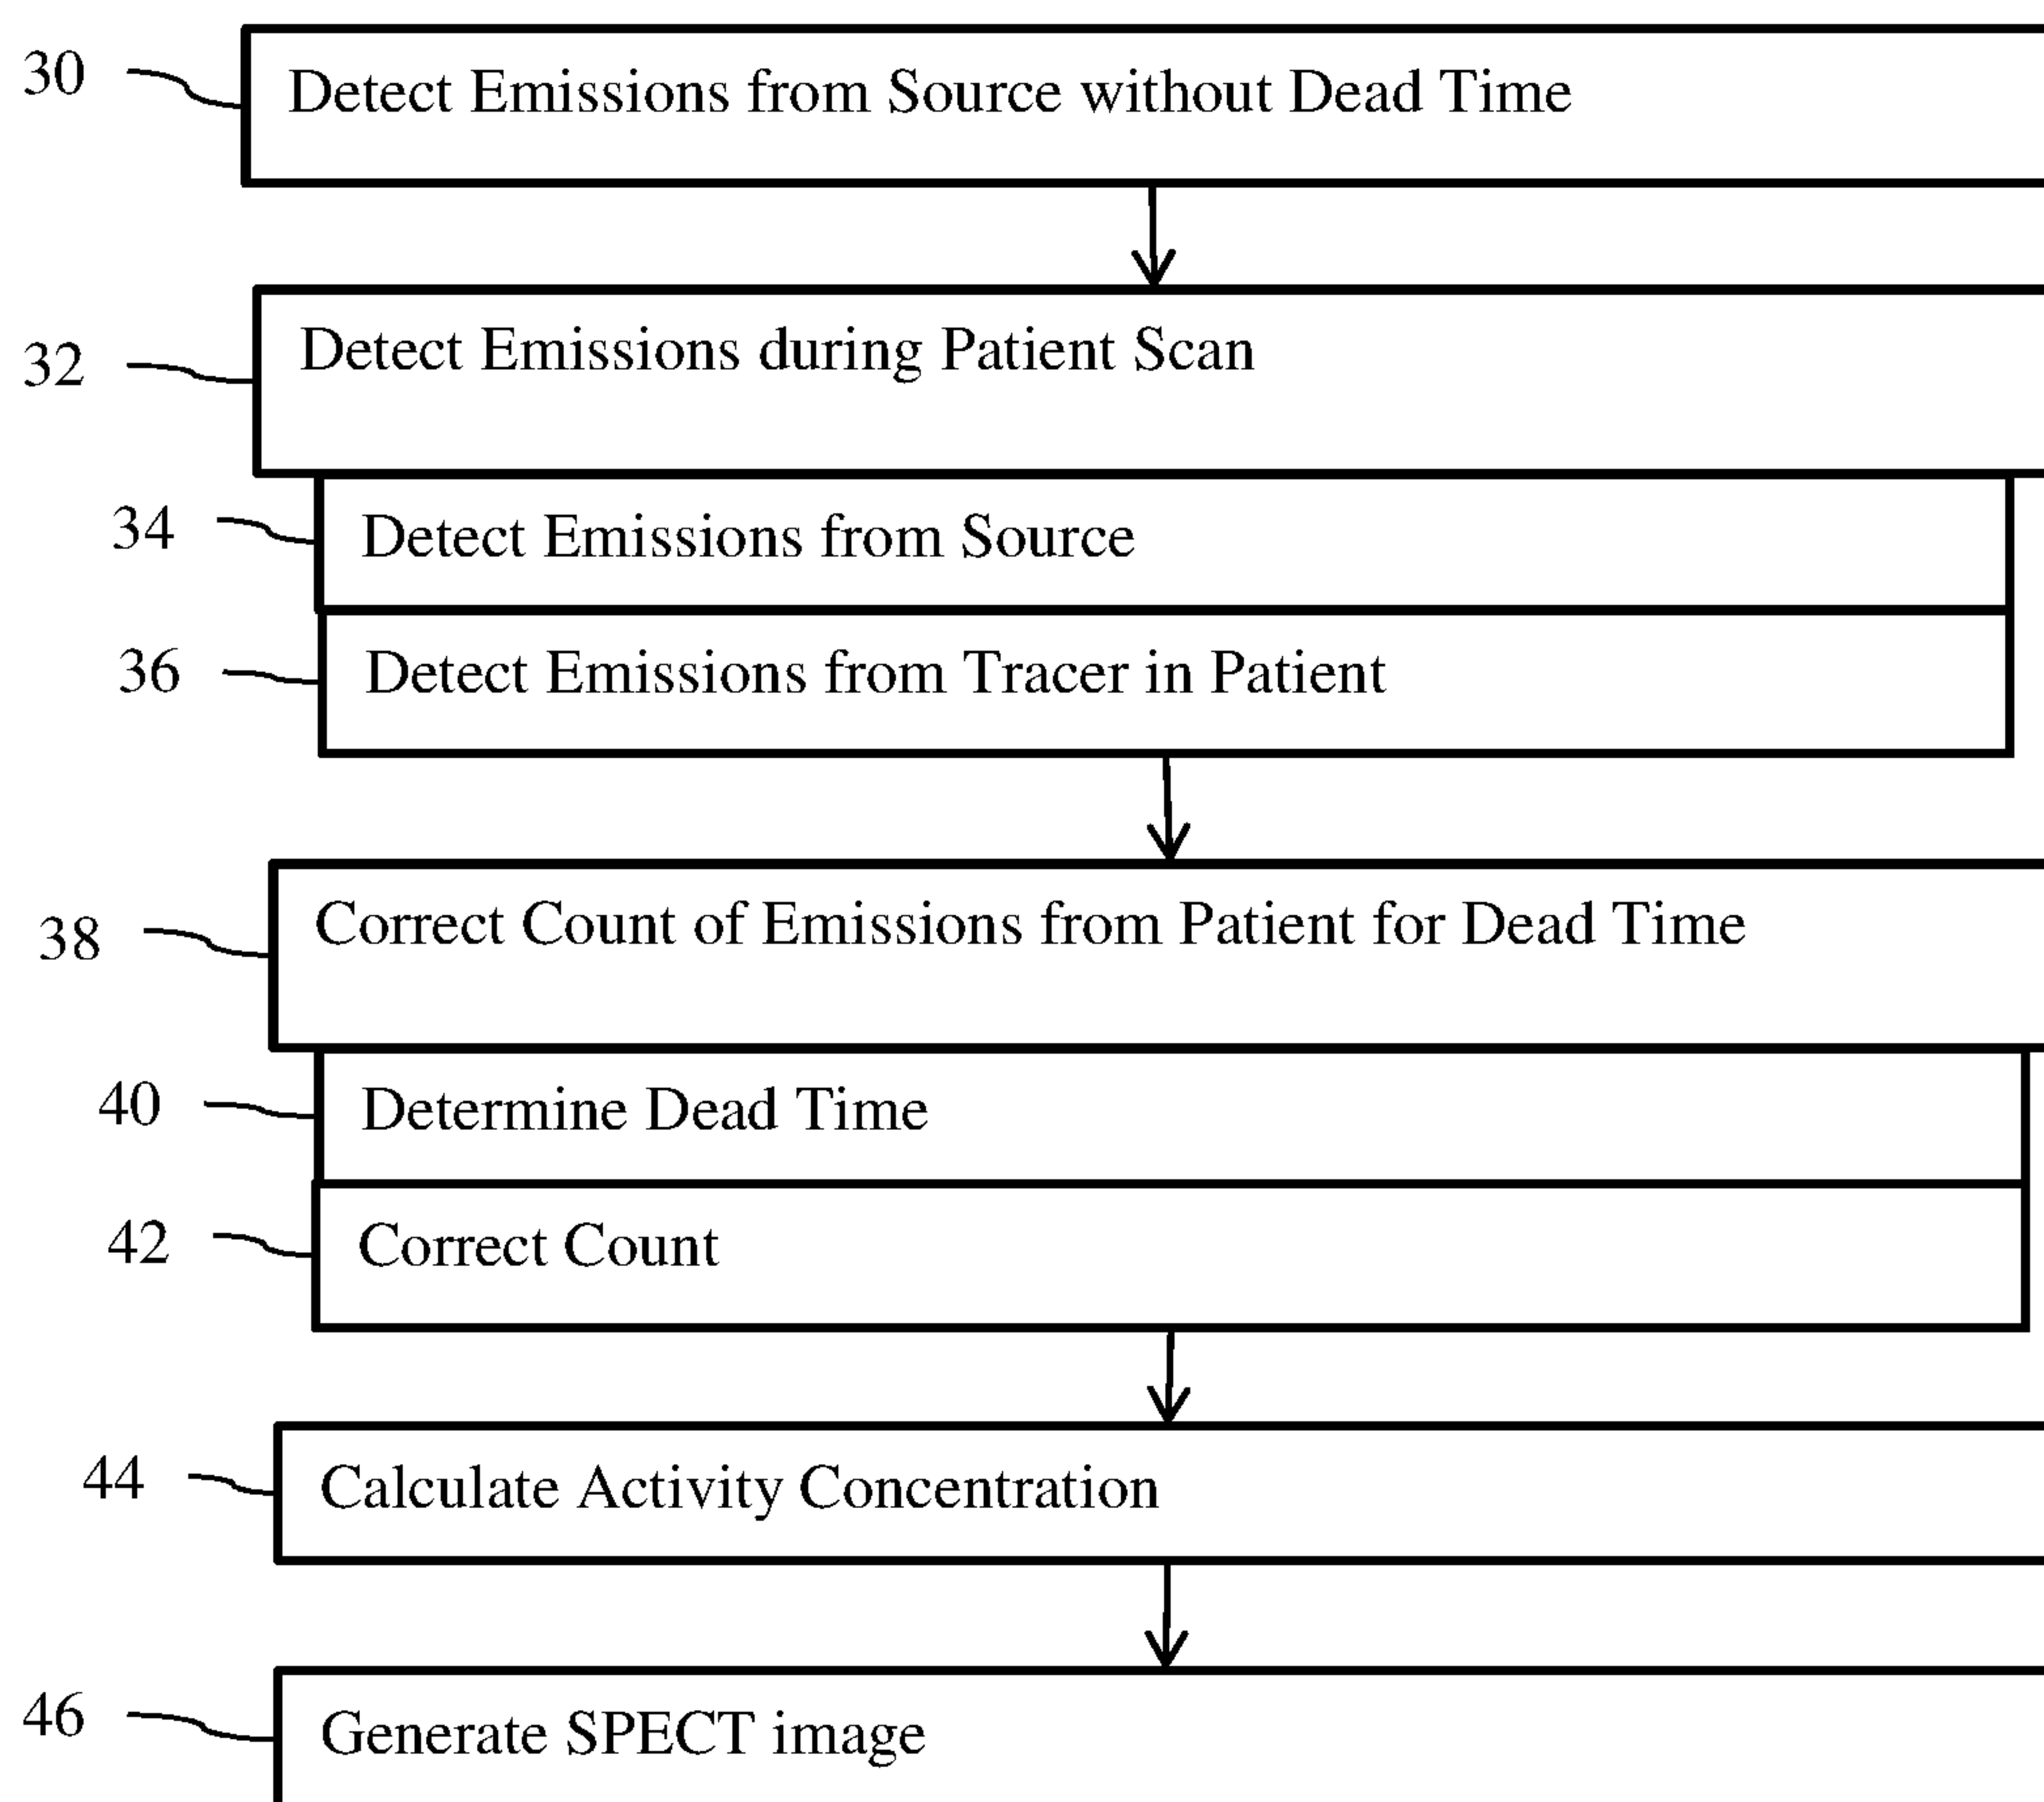 30 Detect Emissions from Source without Dead Time
32 Detect Emissions during Patient Scan
34 Detect Emissions from Source
36 Detect Emissions from Tracer in Patient
38 Correct Count of Emissions from Patient for Dead Time
40 Determine Dead Time
42 Correct Count
44 Calculate Activity Concentration
46 Generate SPECT image